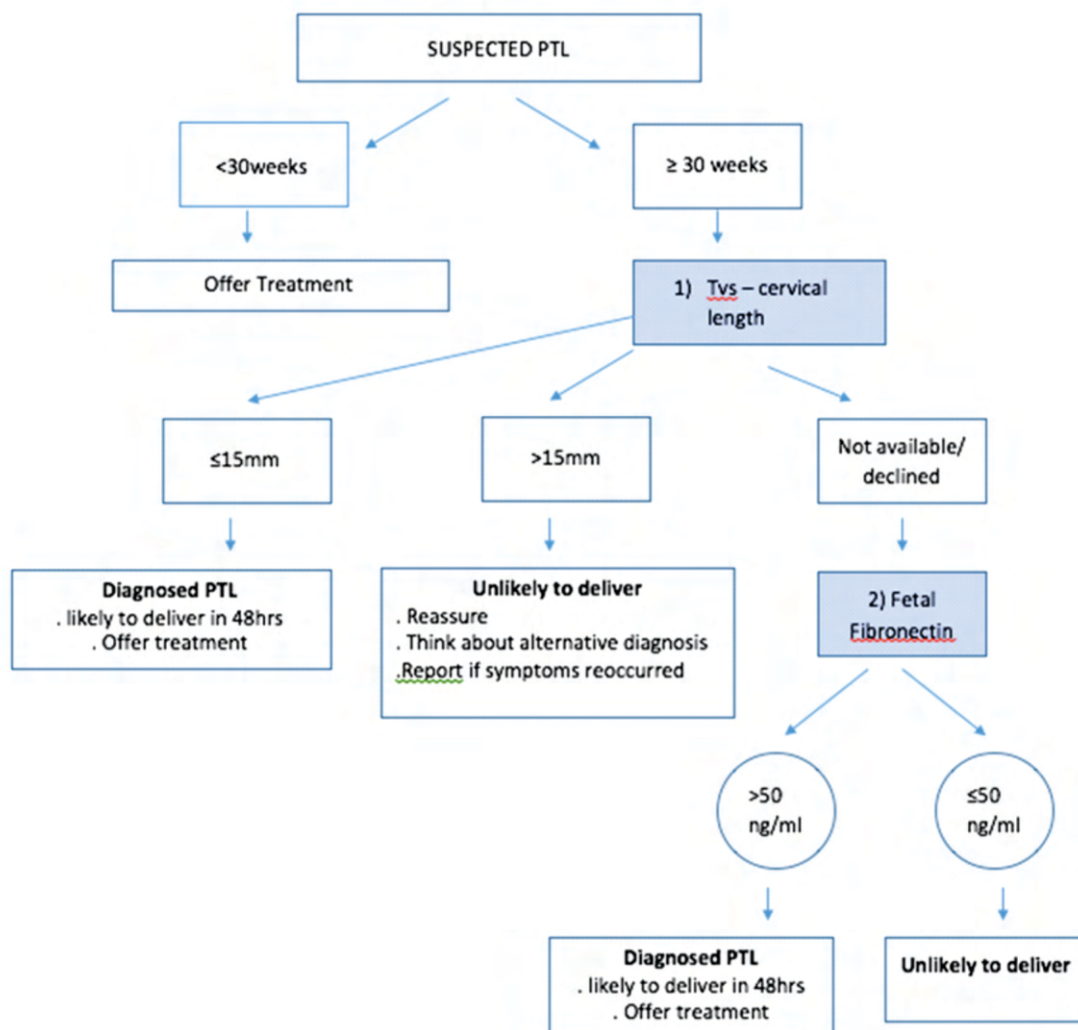 SUSPECTED PTL
<30weeks
≥ 30 weeks
Offer Treatment
1) Tvs – cervical
length
≤15mm
>15mm
Not available/
declined
Diagnosed PTL
. likely to deliver in 48hrs
. Offer treatment
Unlikely to deliver
. Reassure
. Think about alternative diagnosis
.Report if symptoms reoccurred
2) Fetal
Fibronectin
>50
ng/ml
≤50
ng/ml
Diagnosed PTL
. likely to deliver in 48hrs
. Offer treatment
Unlikely to deliver